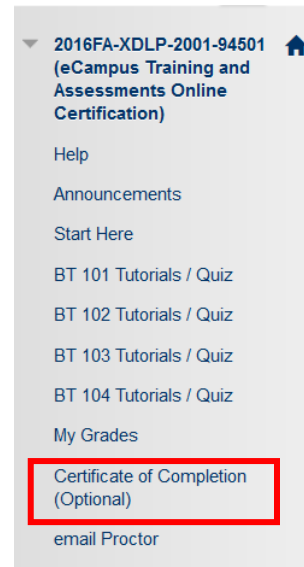 2016FA-XDLP-2001-94501
(eCampus Training and
Assessments Online
Certification)
Help
Announcements
Start Here
BT 101 Tutorials / Quiz
BT 102 Tutorials / Quiz
BT 103 Tutorials / Quiz
BT 104 Tutorials / Quiz
My Grades
Certificate of Completion
(Optional)
email Proctor